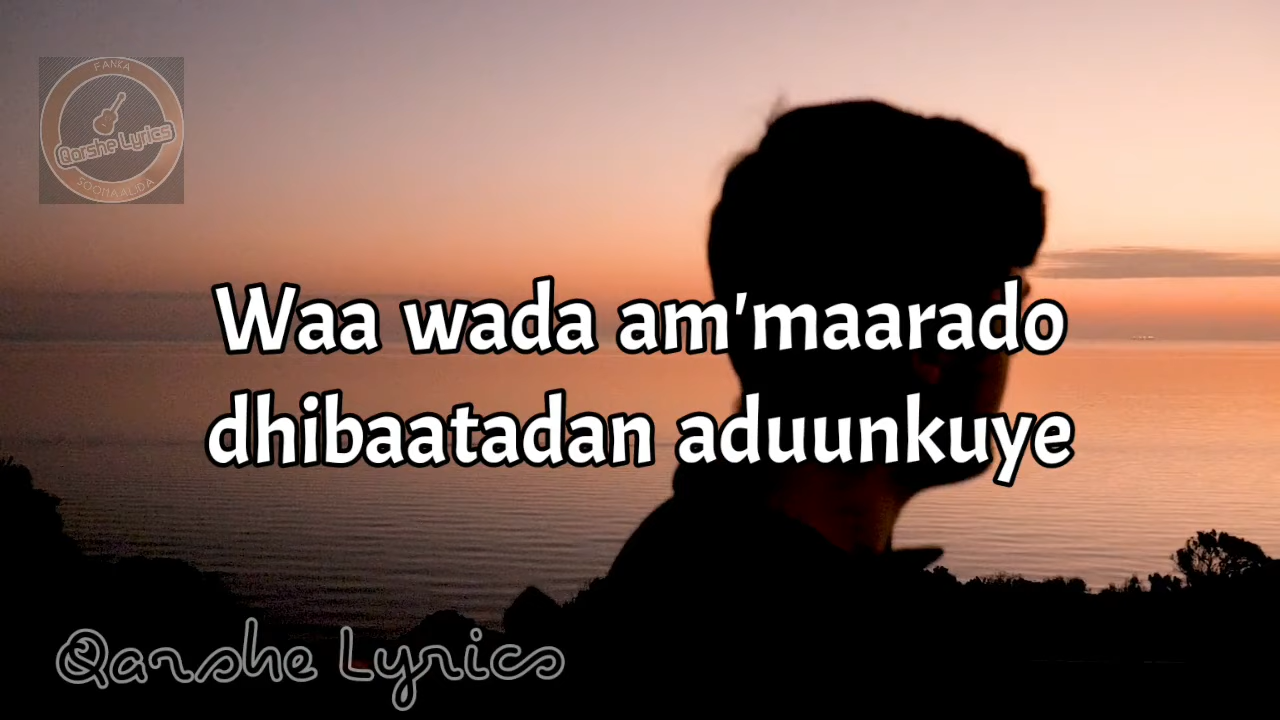 FANKA
Qarshe Lyrics
SOOMAALIDA
Waa wada am'maarado
dhibaatadan aduunkuye
Qarshe Lyrics